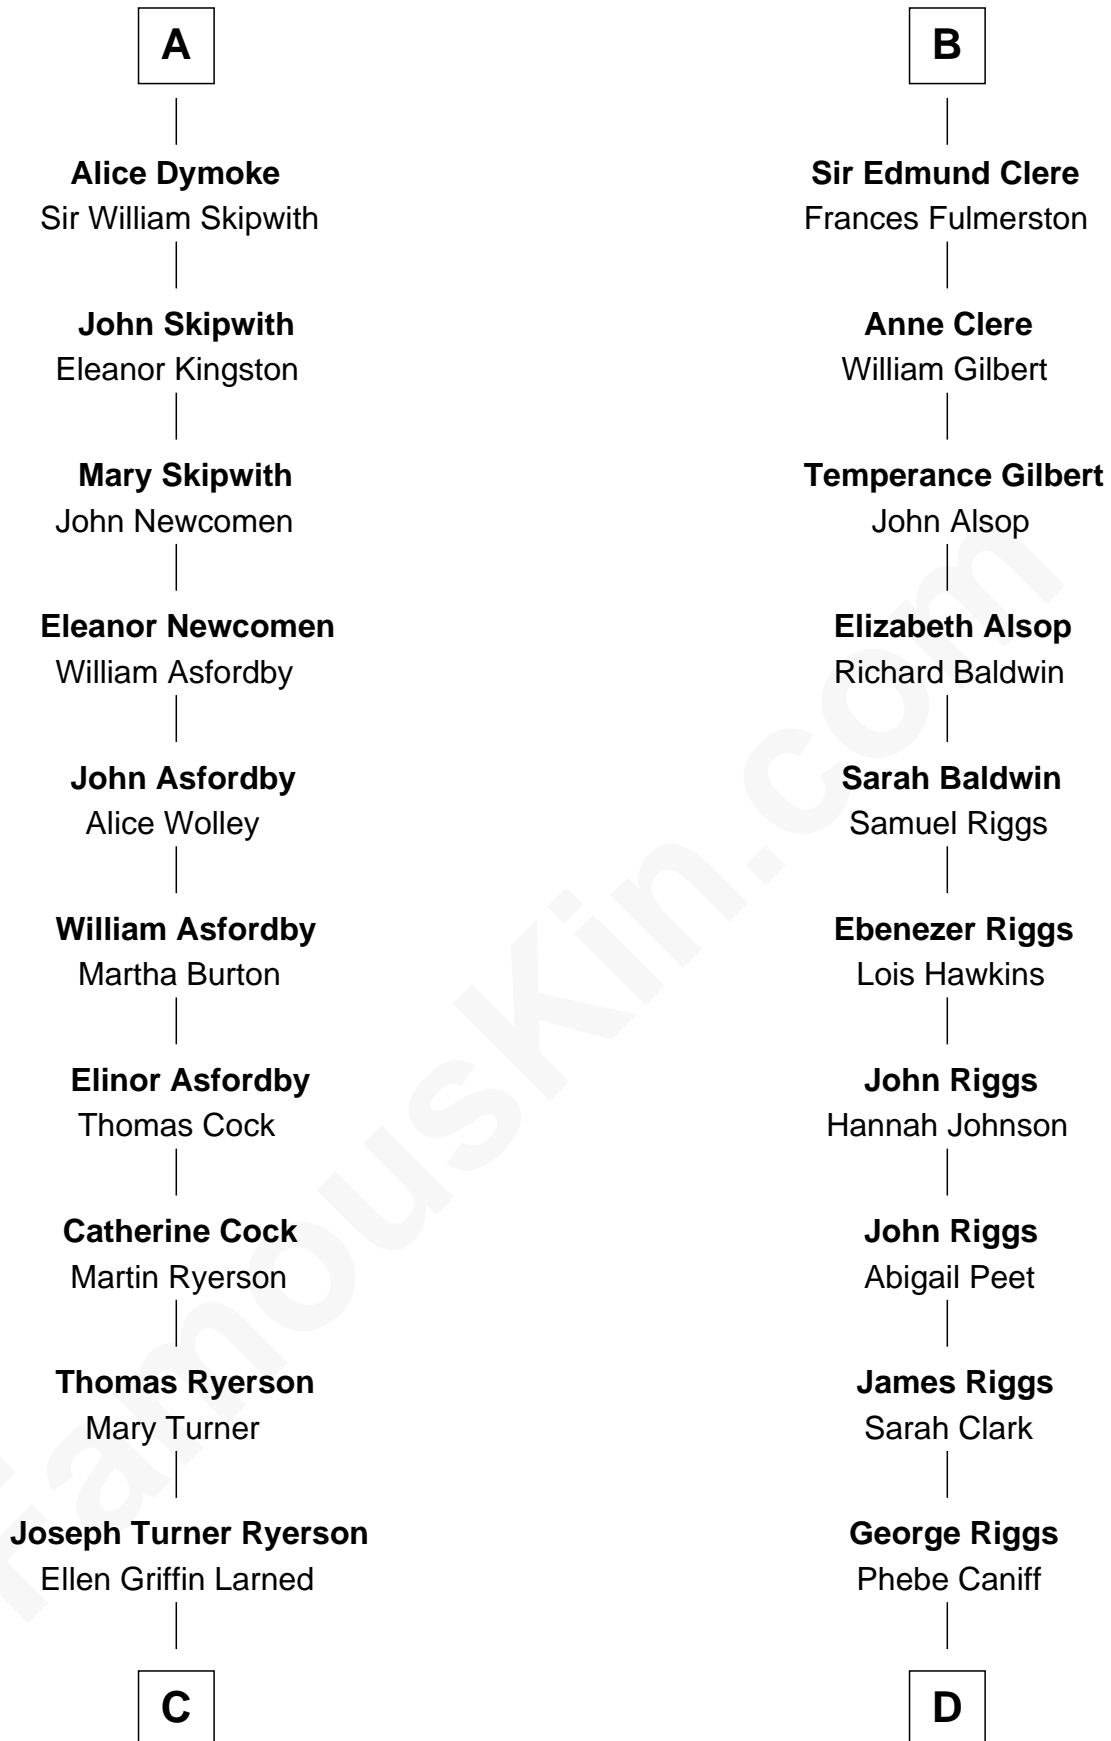 A
Alice Dymoke
Sir William Skipwith
John Skipwith
Eleanor Kingston
Mary Skipwith
John Newcomen
Eleanor Newcomen
William Asfordby
John Asfordby
Alice Wolley
William Asfordby
Martha Burton
Elinor Asfordby
Thomas Cock
Catherine Cock
Martin Ryerson
Thomas Ryerson
Mary Turner
Joseph Turner Ryerson
Ellen Griffin Larned
C
B
Sir Edmund Clere
Frances Fulmerston
Anne Clere
William Gilbert
Temperance Gilbert
John Alsop
Elizabeth Alsop
Richard Baldwin
Sarah Baldwin
Samuel Riggs
Ebenezer Riggs
Lois Hawkins
John Riggs
Hannah Johnson
John Riggs
Abigail Peet
James Riggs
Sarah Clark
George Riggs
Phebe Caniff
D
FamousKin.com